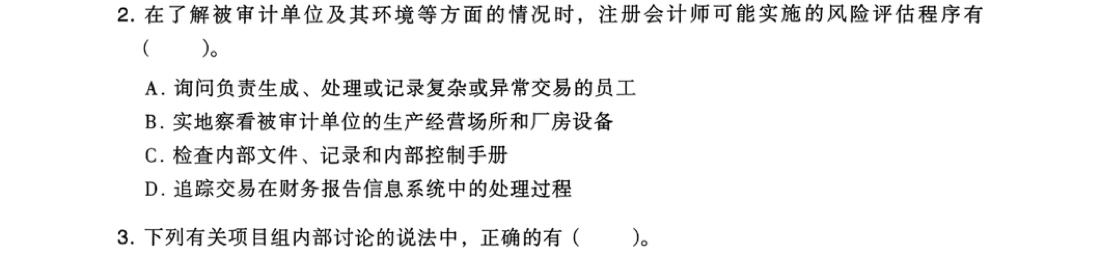 2. 在了解被审计单位及其环境等方面的情况时，注册会计师可能实施的风险评估程序有
（　　）。
A. 询问负责生成、处理或记录复杂或异常交易的员工
B. 实地察看被审计单位的生产经营场所和厂房设备
C. 检查内部文件、记录和内部控制手册
D. 追踪交易在财务报告信息系统中的处理过程
3. 下列有关项目组内部讨论的说法中，正确的有（　　）。